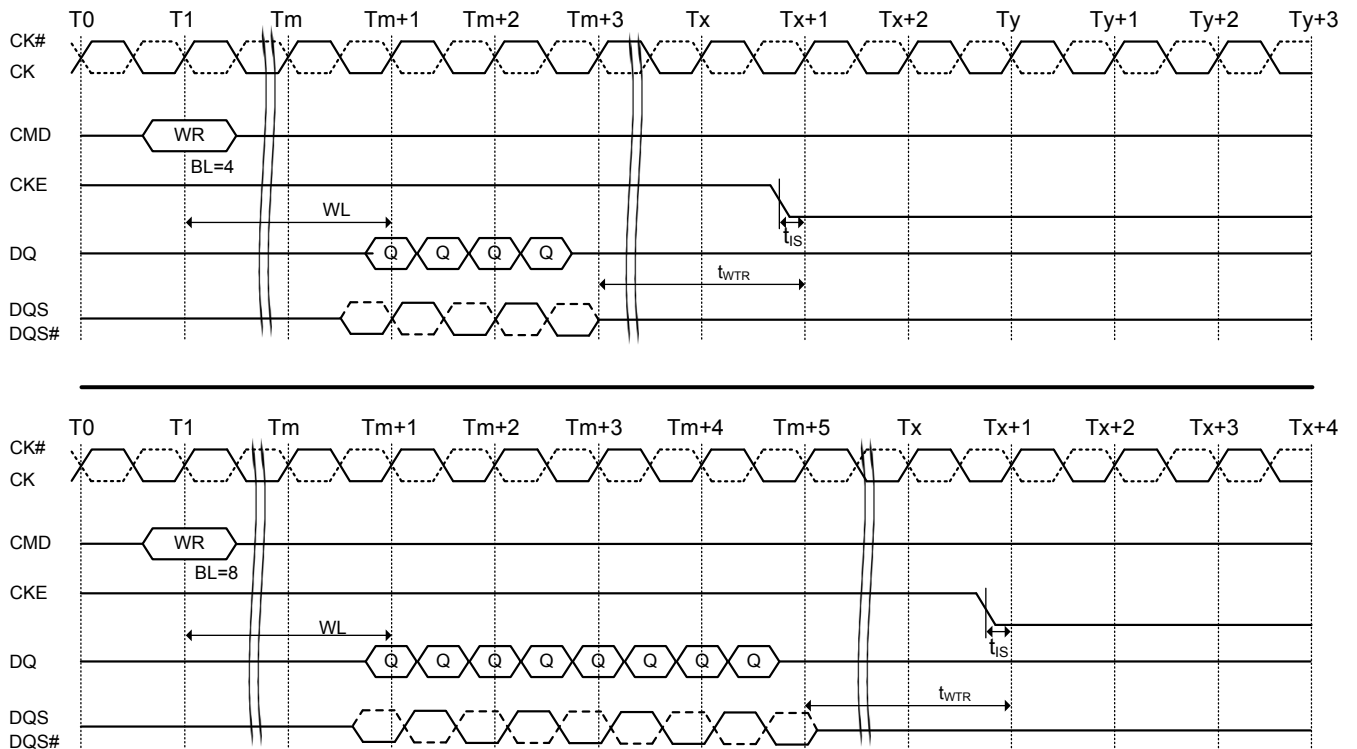 T0 T1 Tm Tm+1 Tm+2 Tm+3 Tx Tx+1 Tx+2 Ty Ty+1 Ty+2 Ty+3
CK#
CK
CMD WR
BL=4
CKE
WL
tIS
DQ Q Q Q Q
tWTR
DQS
DQS#
T0 T1 Tm Tm+1 Tm+2 Tm+3 Tm+4 Tm+5 Tx Tx+1 Tx+2 Tx+3 Tx+4
CK#
CK
CMD WR
BL=8
CKE
WL
tIS
DQ Q Q Q Q Q Q Q Q
tWTR
DQS
DQS#